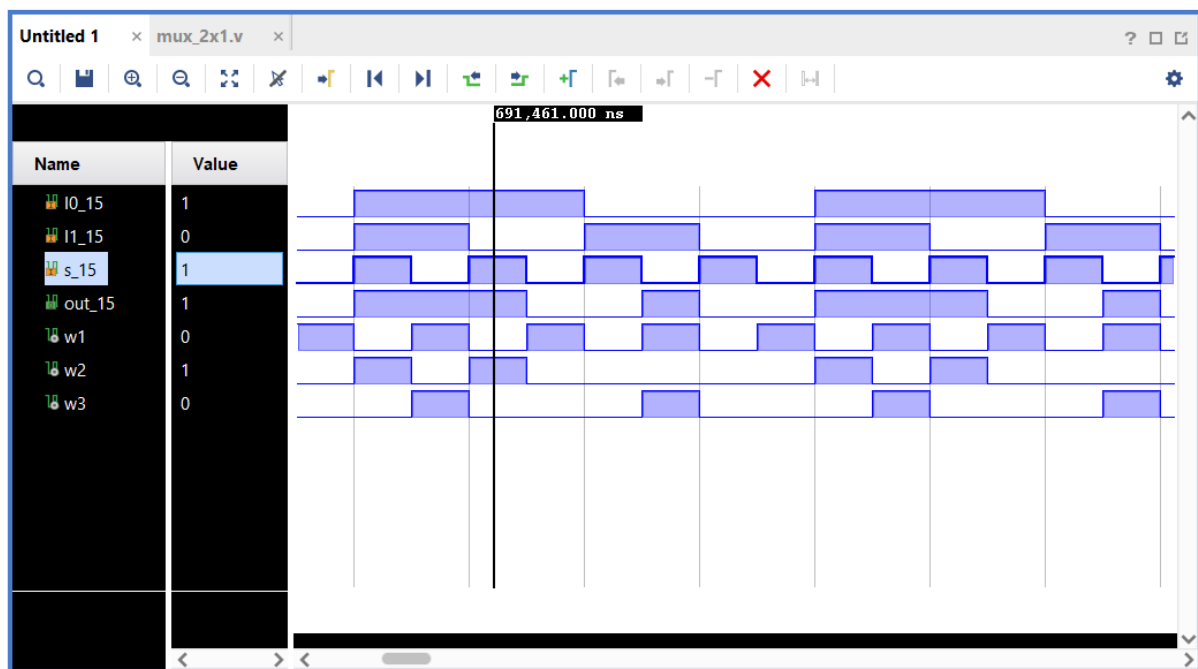 Untitled 1 × mux_2x1.v ×
691,461.000 ns
Name Value
I0_15 1
I1_15 0
s_15 1
out_15 1
w1 0
w2 1
w3 0